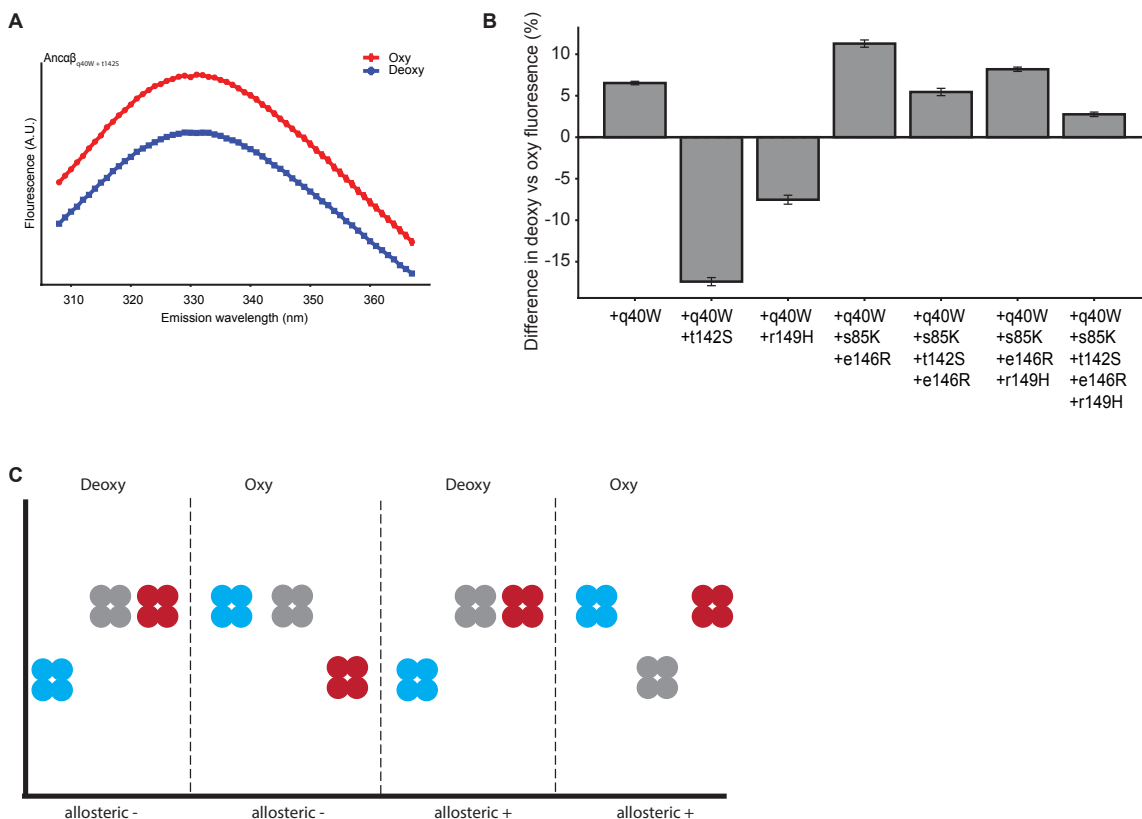 A
Ancαβ
q40W + t142S
Oxy
Deoxy
Flourescence (A.U.)
310 320 330 340 350 360
Emission wavelength (nm)
B
Difference in deoxy vs oxy fluoresence (%)
10
5
0
-5
-10
-15
+q40W
+q40W
+t142S
+q40W
+r149H
+q40W
+s85K
+e146R
+q40W
+s85K
+t142S
+e146R
+q40W
+s85K
+e146R
+r149H
+q40W
+s85K
+t142S
+e146R
+r149H
C
Deoxy Oxy Deoxy Oxy
allosteric - allosteric - allosteric + allosteric +